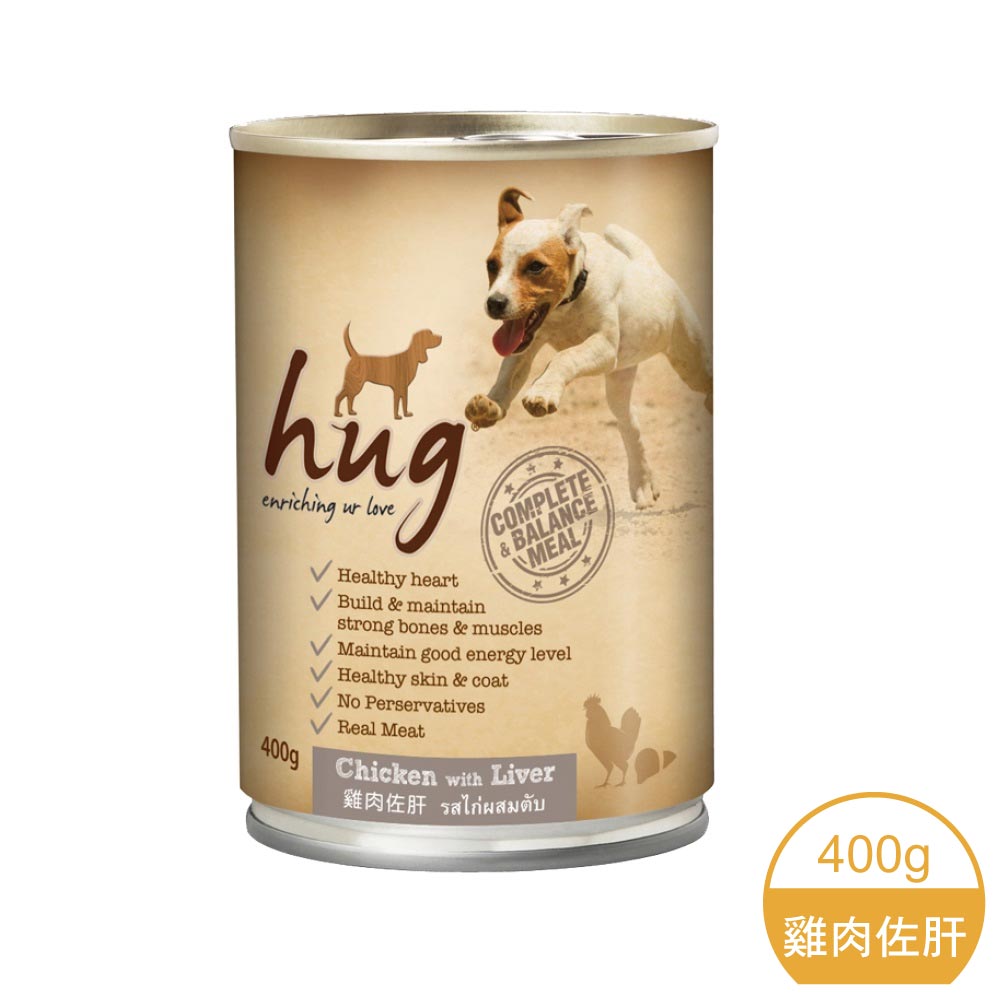 hug
enriching ur love
COMPLETE
& BALANCE
MEAL
Healthy heart
Build & maintain
strong bones & muscles
Maintain good energy level
Healthy skin & coat
No Perservatives
Real Meat
400g
Chicken with Liver
雞肉佐肝 รสไก่ผสมตับ
400g
雞肉佐肝